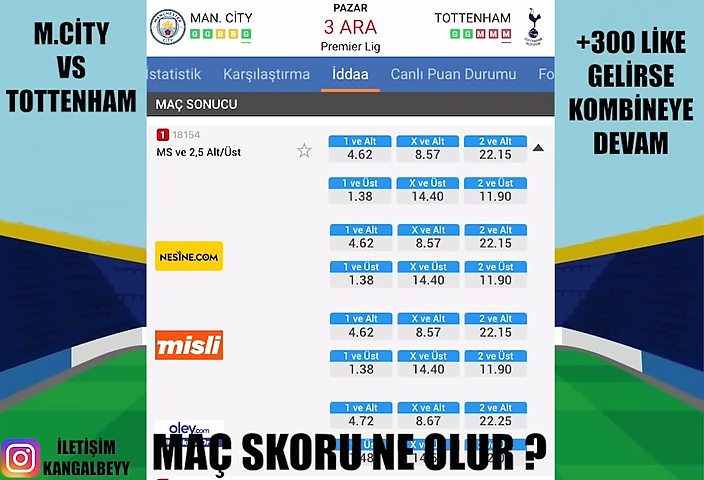 M.CİTY
VS
TOTTENHAM
MAN. CITY
G G B B G
PAZAR
3 ARA
Premier Lig
TOTTENHAM
G G M M M
+300 LİKE
GELİRSE
KOMBİNEYE
DEVAM
istatistik Karşılaştırma İddaa Canlı Puan Durumu Fo
MAÇ SONUCU
1 18154
MS ve 2,5 Alt/Üst
1 ve Alt X ve Alt 2 ve Alt
4.62 8.57 22.15
1 ve Üst X ve Üst 2 ve Üst
1.38 14.40 11.90
NESİNE.COM
1 ve Alt X ve Alt 2 ve Alt
4.62 8.57 22.15
1 ve Üst X ve Üst 2 ve Üst
1.38 14.40 11.90
misli
1 ve Alt X ve Alt 2 ve Alt
4.62 8.57 22.15
1 ve Üst X ve Üst 2 ve Üst
1.38 14.40 11.90
oley.com
1 ve Alt X ve Alt 2 ve Alt
4.72 8.67 22.25
MAÇ SKORU NE OLUR ?
İLETİŞİM
KANGALBEYY